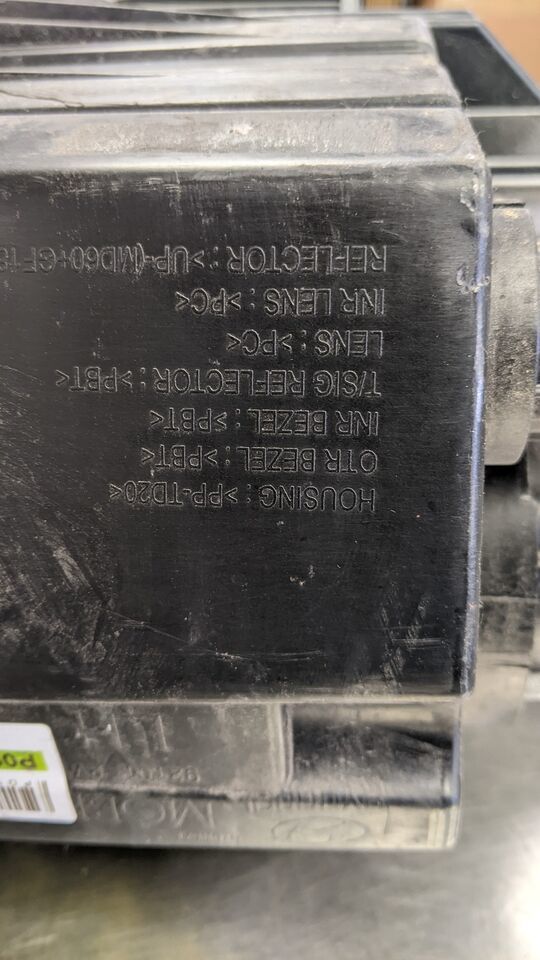 HOUSING : >PP-TD20<
OTR BEZEL : >PBT<
INR BEZEL : >PBT<
T/SIG REFLECTOR : >PBT<
LENS : >PC<
INR LENS : >PC<
REFLECTOR : >UP-(MD60+GF1